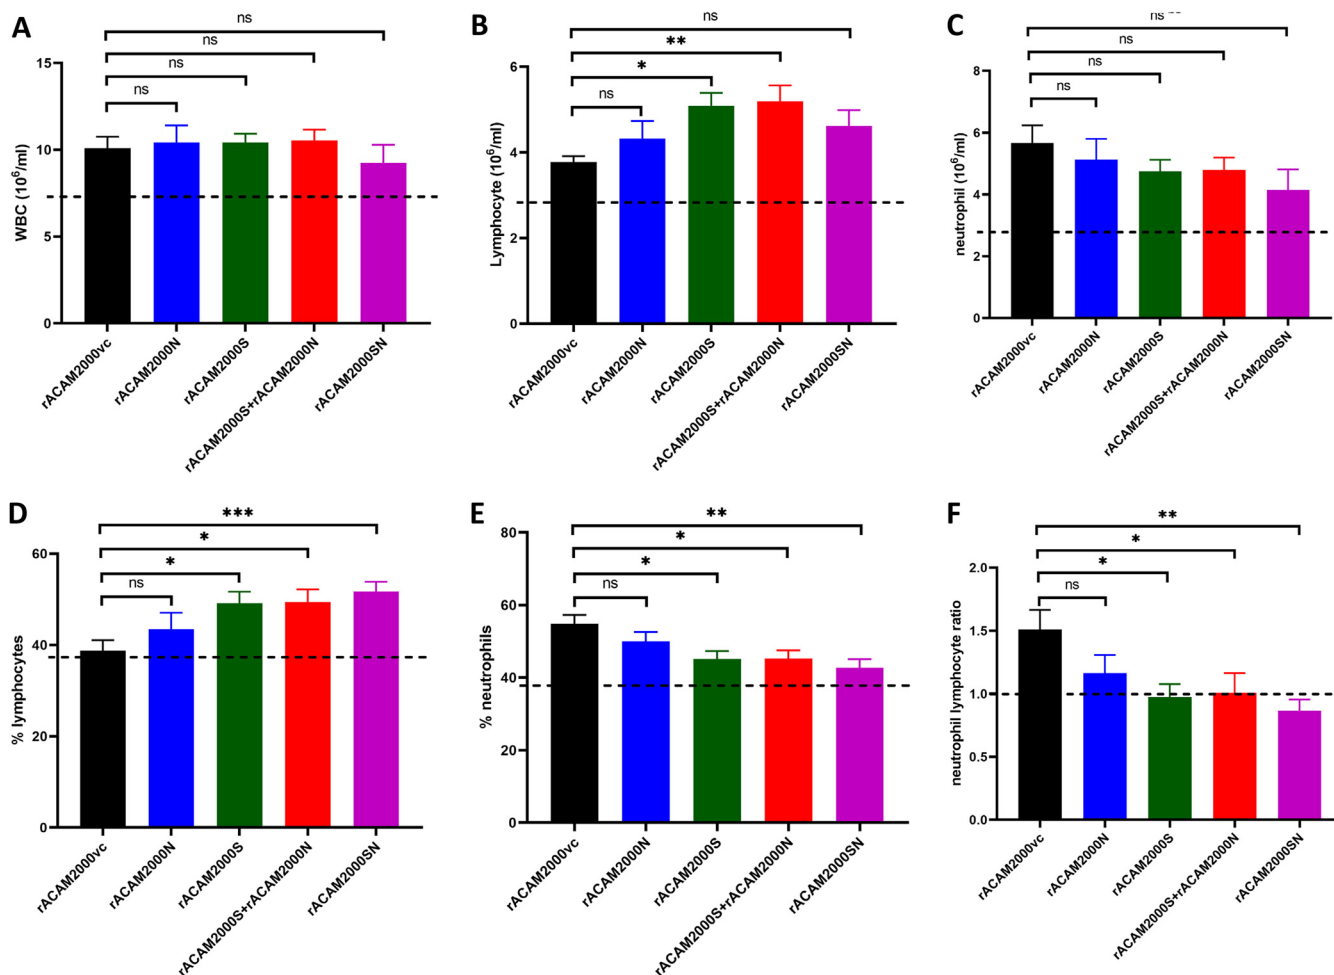 A
ns
ns
ns
ns
WBC (10⁶/ml)
15
10
5
0
rACAM2000vc
rACAM2000N
rACAM2000S
rACAM2000S+rACAM2000N
rACAM2000SN
B
ns
**
*
ns
Lymphocyte (10⁶/ml)
6
4
2
0
rACAM2000vc
rACAM2000N
rACAM2000S
rACAM2000S+rACAM2000N
rACAM2000SN
C
ns
ns
ns
ns
neutrophil (10⁶/ml)
8
6
4
2
0
rACAM2000vc
rACAM2000N
rACAM2000S
rACAM2000S+rACAM2000N
rACAM2000SN
D
***
*
*
ns
% lymphocytes
60
40
20
0
rACAM2000vc
rACAM2000N
rACAM2000S
rACAM2000S+rACAM2000N
rACAM2000SN
E
**
*
*
ns
% neutrophils
80
60
40
20
0
rACAM2000vc
rACAM2000N
rACAM2000S
rACAM2000S+rACAM2000N
rACAM2000SN
F
**
*
*
ns
neutrophil lymphocyte ratio
2.0
1.5
1.0
0.5
0.0
rACAM2000vc
rACAM2000N
rACAM2000S
rACAM2000S+rACAM2000N
rACAM2000SN